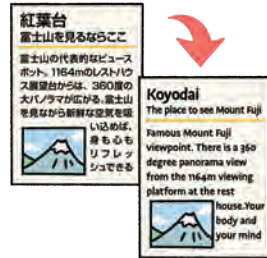 紅葉台
富士山を見るならここ
富士山の代表的なビュース
ポット。1164mのレストハウ
ス展望台からは、360度の
大パノラマが広がる。富士山
を見ながら新鮮な空気を吸
い込めば、
身も心も
リフレッ
シュできる
Koyodai
The place to see Mount Fuji
Famous Mount Fuji
viewpoint. There is a 360
degree panorama view
from the 1164m viewing
platform at the rest
house.Your
body and
your mind